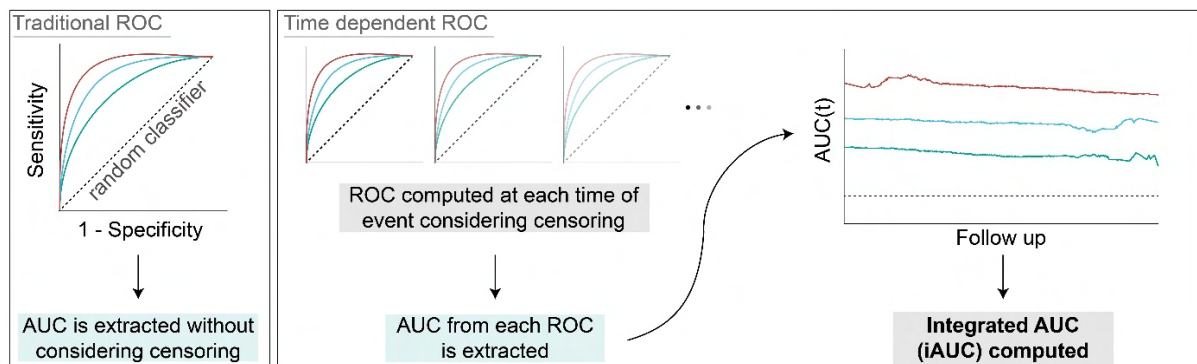 Traditional ROC
Sensitivity
random classifier
1 - Specificity
AUC is extracted without
considering censoring
Time dependent ROC
ROC computed at each time of
event considering censoring
AUC from each ROC
is extracted
AUC(t)
Follow up
Integrated AUC
(iAUC) computed